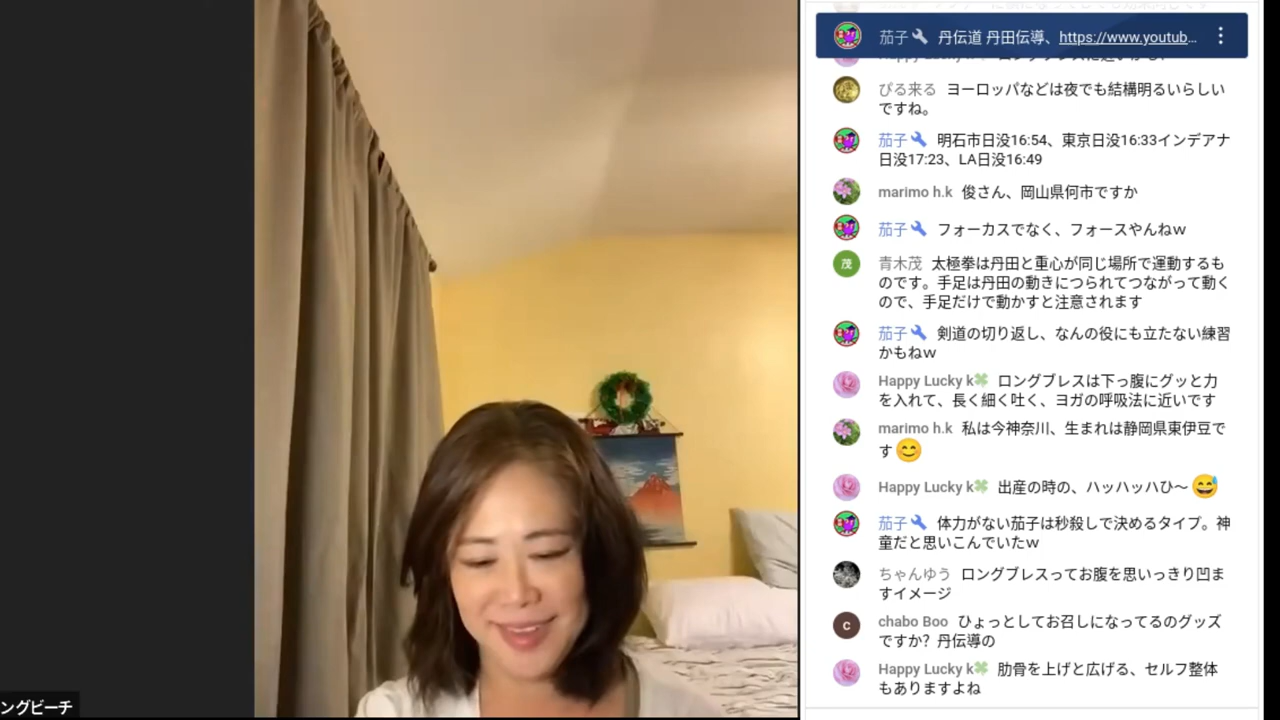 茄子 丹伝道 丹田伝導、https://www.youtub...
ぴる来る ヨーロッパなどは夜でも結構明るいらしい
ですね。
茄子 明石市日没16:54、東京日没16:33インデアナ
日没17:23、LA日没16:49
marimo h.k 俊さん、岡山県何市ですか
茄子 フォーカスでなく、フォースやんねw
茂
青木茂 太極拳は丹田と重心が同じ場所で運動するも
のです。手足は丹田の動きにつられてつながって動く
ので、手足だけで動かすと注意されます
茄子 剣道の切り返し、なんの役にも立たない練習
かもねw
Happy Lucky k🍀 ロングブレスは下っ腹にグッと力
を入れて、長く細く吐く、ヨガの呼吸法に近いです
marimo h.k 私は今神奈川、生まれは静岡県東伊豆で
す😊
Happy Lucky k🍀 出産の時の、ハッハッハひ〜😅
茄子 体力がない茄子は秒殺しで決めるタイプ。神
童だと思いこんでいたw
ちゃんゆう ロングブレスってお腹を思いっきり凹ま
すイメージ
C
chabo Boo ひょっとしてお召しになってるのグッズ
ですか？丹伝導の
Happy Lucky k🍀 肋骨を上げと広げる、セルフ整体
もありますよね
ングビーチ